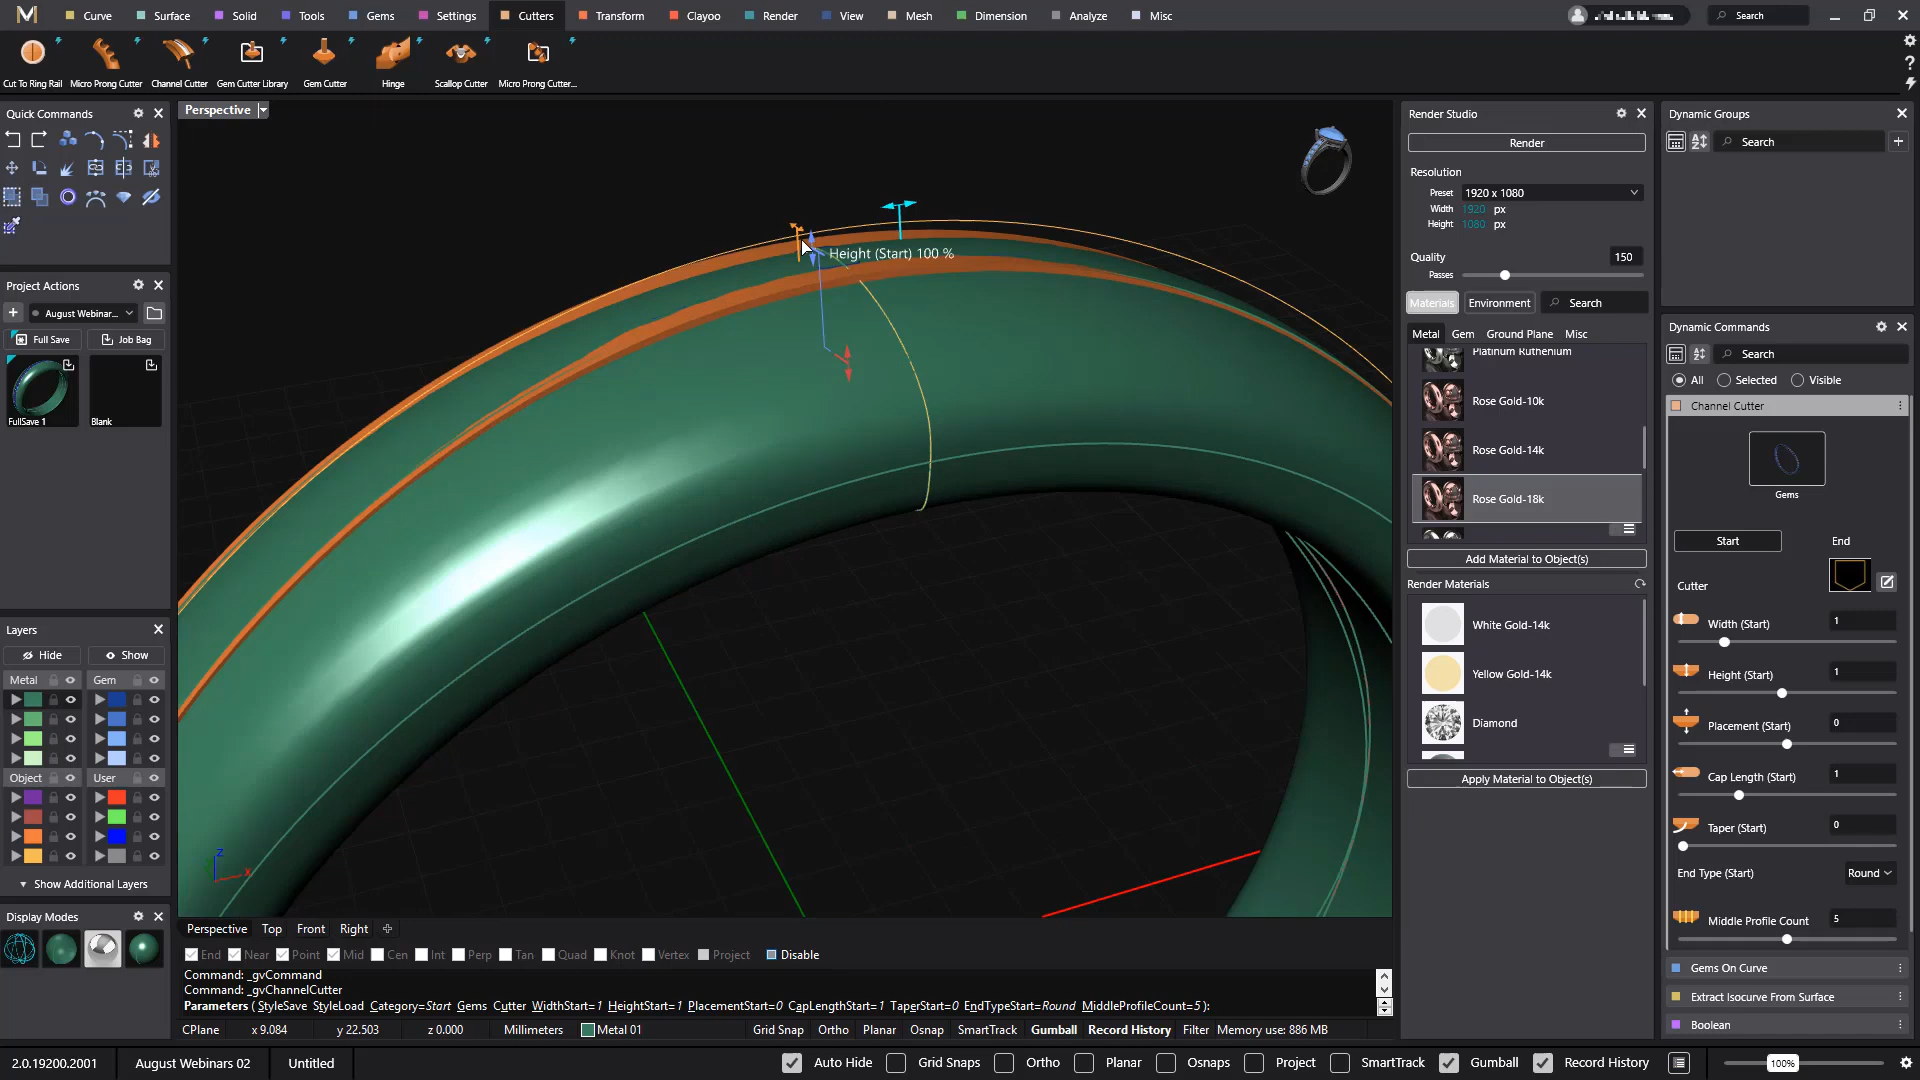 Curve Surface Solid Tools Gems Settings Cutters Transform Clayoo Render View Mesh Dimension Analyze Misc
Search
Cut To Ring Rail Micro Prong Cutter Channel Cutter Gem Cutter Library Gem Cutter Hinge Scallop Cutter Micro Prong Cutter...
Quick Commands
Project Actions
August Webinar...
Full Save Job Bag
FullSave 1 Blank
Layers
Hide Show
Metal Gem
Object User
Show Additional Layers
Display Modes
Perspective
Height (Start) 100 %
z
x
Perspective Top Front Right
End Near Point Mid Cen Int Perp Tan Quad Knot Vertex Project Disable
Command: _gvCommand
Command: _gvChannelCutter
Parameters ( StyleSave StyleLoad Category=Start Gems Cutter WidthStart=1 HeightStart=1 PlacementStart=0 CapLengthStart=1 TaperStart=0 EndTypeStart=Round MiddleProfileCount=5 ):
CPlane x 9.084 y 22.503 z 0.000 Millimeters Metal 01 Grid Snap Ortho Planar Osnap SmartTrack Gumball Record History Filter Memory use: 886 MB
Render Studio
Render
Resolution
Preset 1920 x 1080
Width 1920 px
Height 1080 px
Quality 150
Passes
Materials Environment Search
Metal Gem Ground Plane Misc
Platinum Ruthenium
Rose Gold-10k
Rose Gold-14k
Rose Gold-18k
Add Material to Object(s)
Render Materials
White Gold-14k
Yellow Gold-14k
Diamond
Apply Material to Object(s)
Dynamic Groups
Search
Dynamic Commands
Search
All Selected Visible
Channel Cutter
Gems
Start End
Cutter
Width (Start) 1
Height (Start) 1
Placement (Start) 0
Cap Length (Start) 1
Taper (Start) 0
End Type (Start) Round
Middle Profile Count 5
Gems On Curve
Extract Isocurve From Surface
Boolean
2.0.19200.2001 August Webinars 02 Untitled Auto Hide Grid Snaps Ortho Planar Osnaps Project SmartTrack Gumball Record History 100%